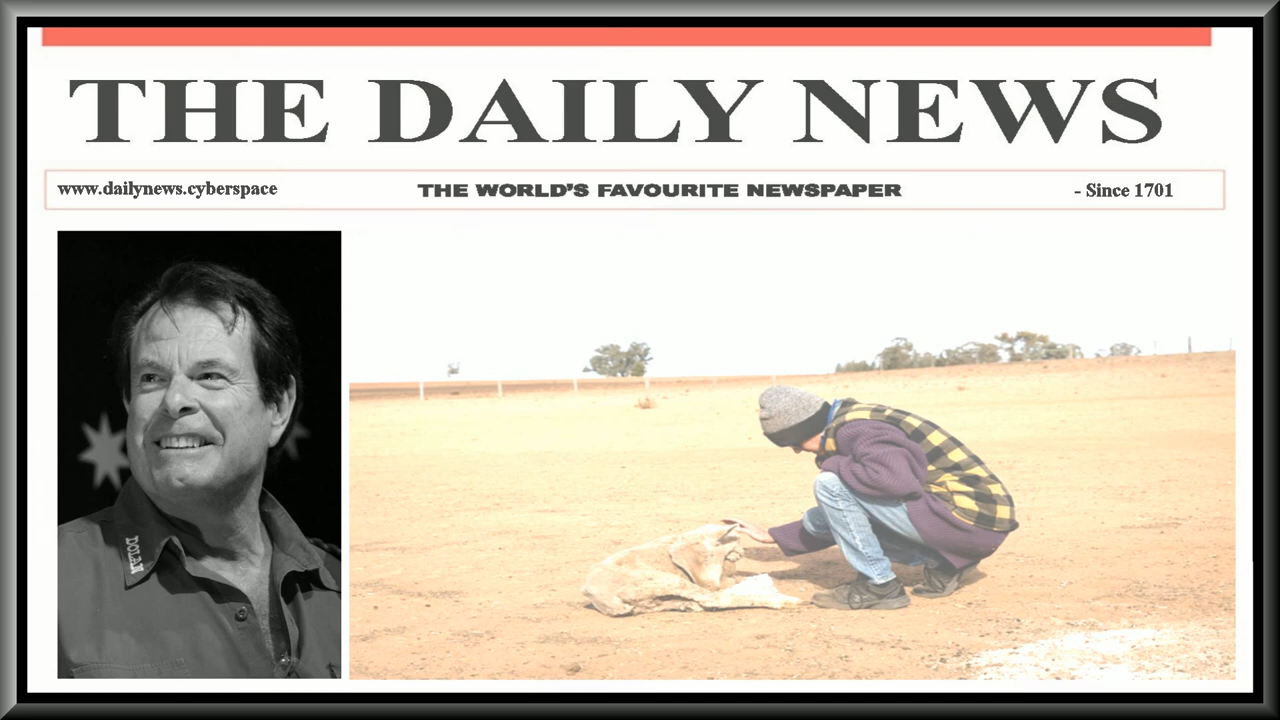 THE DAILY NEWS
www.dailynews.cyberspace THE WORLD'S FAVOURITE NEWSPAPER - Since 1701
DOLAN